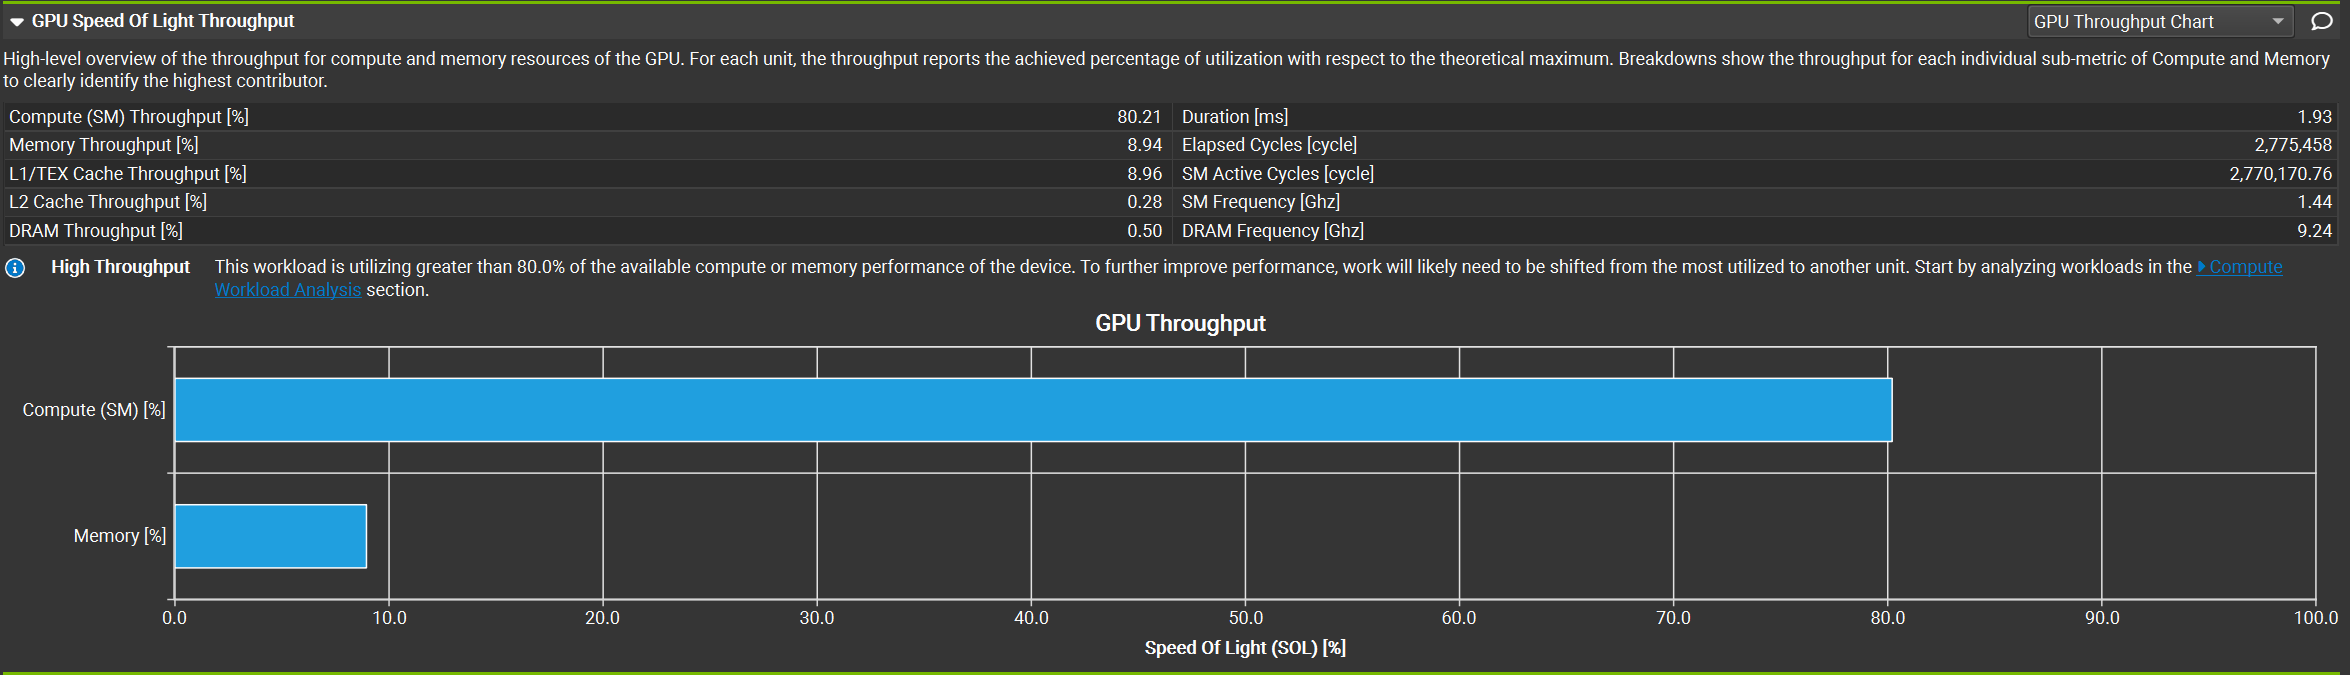 GPU Speed Of Light Throughput
GPU Throughput Chart
High-level overview of the throughput for compute and memory resources of the GPU. For each unit, the throughput reports the achieved percentage of utilization with respect to the theoretical maximum. Breakdowns show the throughput for each individual sub-metric of Compute and Memory
to clearly identify the highest contributor.
Compute (SM) Throughput [%] 80.21 Duration [ms] 1.93
Memory Throughput [%] 8.94 Elapsed Cycles [cycle] 2,775,458
L1/TEX Cache Throughput [%] 8.96 SM Active Cycles [cycle] 2,770,170.76
L2 Cache Throughput [%] 0.28 SM Frequency [Ghz] 1.44
DRAM Throughput [%] 0.50 DRAM Frequency [Ghz] 9.24
High Throughput This workload is utilizing greater than 80.0% of the available compute or memory performance of the device. To further improve performance, work will likely need to be shifted from the most utilized to another unit. Start by analyzing workloads in the Compute
Workload Analysis section.
GPU Throughput
Compute (SM) [%]
Memory [%]
0.0 10.0 20.0 30.0 40.0 50.0 60.0 70.0 80.0 90.0 100.0
Speed Of Light (SOL) [%]